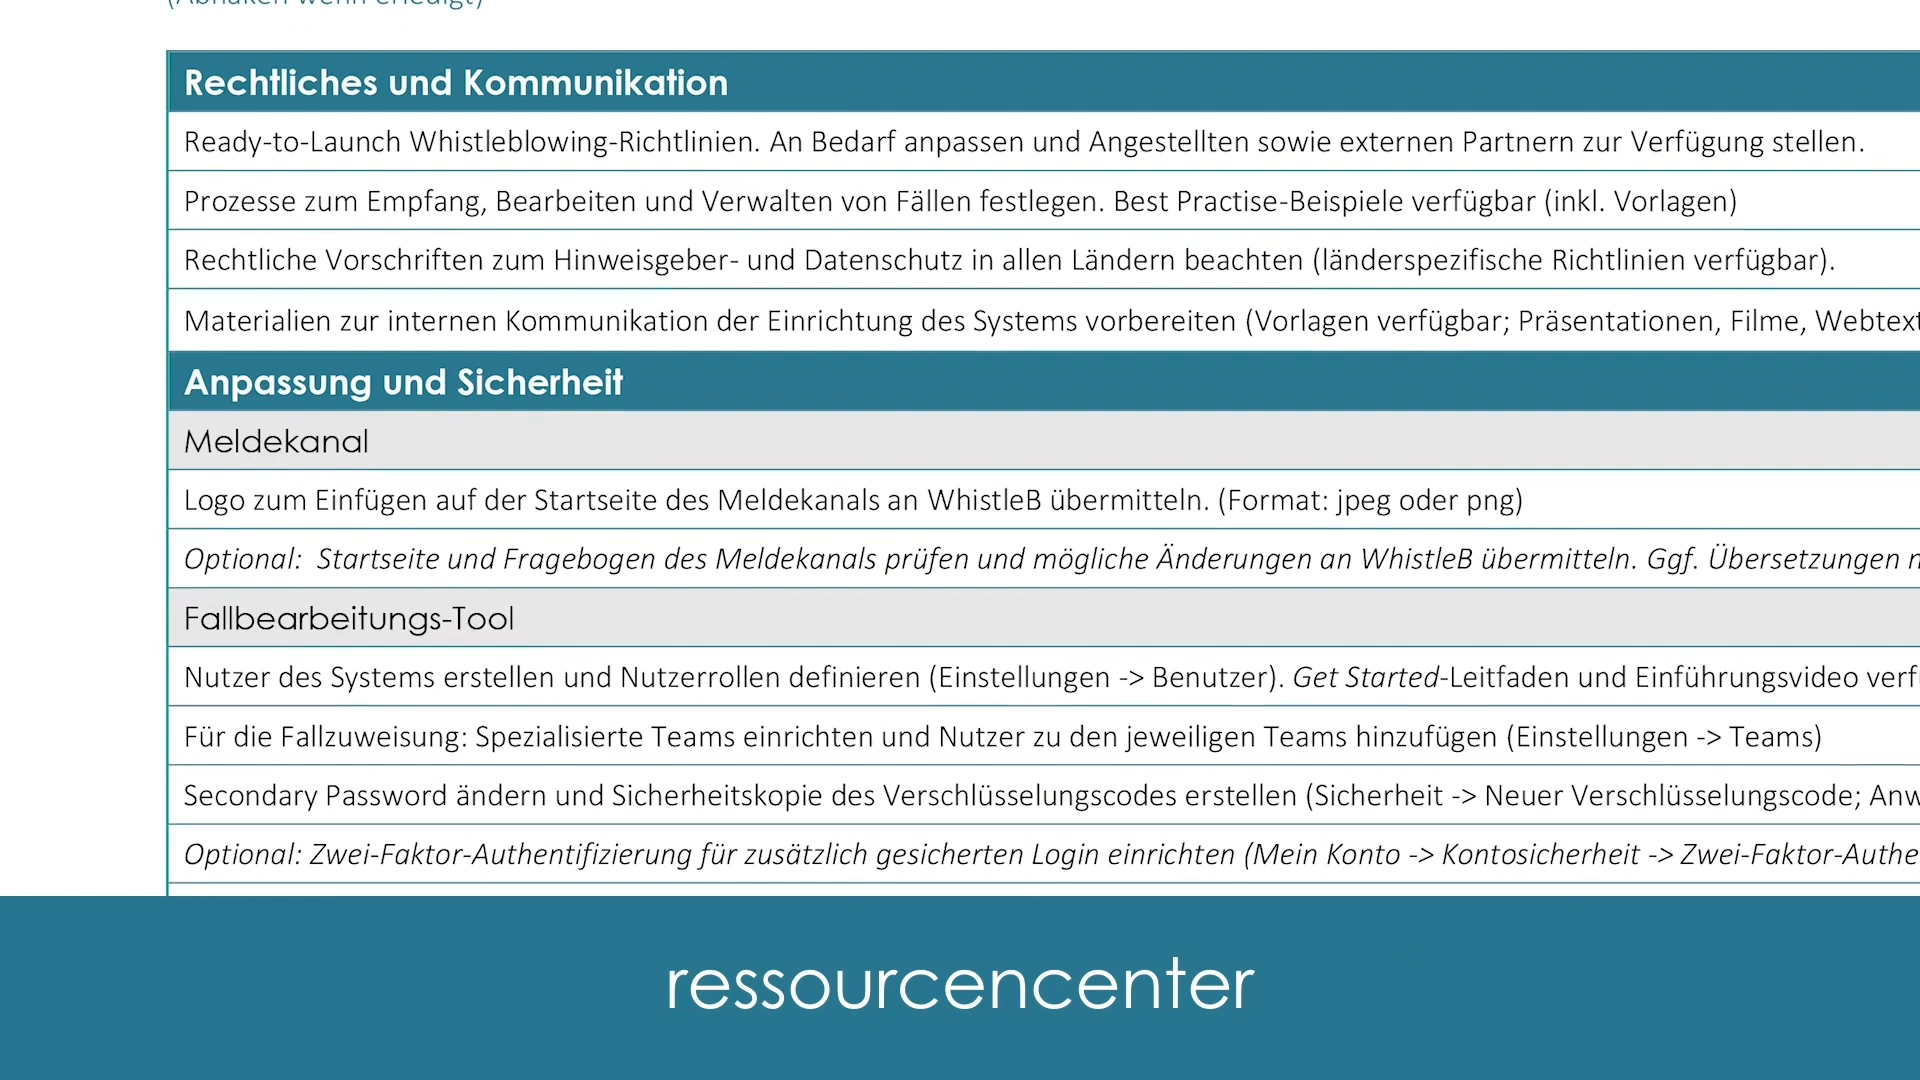 (Abhaken wenn erledigt)
Rechtliches und Kommunikation
Ready-to-Launch Whistleblowing-Richtlinien. An Bedarf anpassen und Angestellten sowie externen Partnern zur Verfügung stellen.
Prozesse zum Empfang, Bearbeiten und Verwalten von Fällen festlegen. Best Practise-Beispiele verfügbar (inkl. Vorlagen)
Rechtliche Vorschriften zum Hinweisgeber- und Datenschutz in allen Ländern beachten (länderspezifische Richtlinien verfügbar).
Materialien zur internen Kommunikation der Einrichtung des Systems vorbereiten (Vorlagen verfügbar; Präsentationen, Filme,
Anpassung und Sicherheit
Meldekanal
Logo zum Einfügen auf der Startseite des Meldekanals an WhistleB übermitteln. (Format: jpeg oder png)
Optional: Startseite und Fragebogen des Meldekanals prüfen und mögliche Änderungen an WhistleB übermitteln. Ggf. Übersetzungen
Fallbearbeitungs-Tool
Nutzer des Systems erstellen und Nutzerrollen definieren (Einstellungen -> Benutzer). Get Started-Leitfaden und Einführungsvideo
Für die Fallzuweisung: Spezialisierte Teams einrichten und Nutzer zu den jeweiligen Teams hinzufügen (Einstellungen -> Teams)
Secondary Password ändern und Sicherheitskopie des Verschlüsselungscodes erstellen (Sicherheit -> Neuer Verschlüsselungscode;
Optional: Zwei-Faktor-Authentifizierung für zusätzlich gesicherten Login einrichten (Mein Konto -> Kontosicherheit ->
ressourcencenter